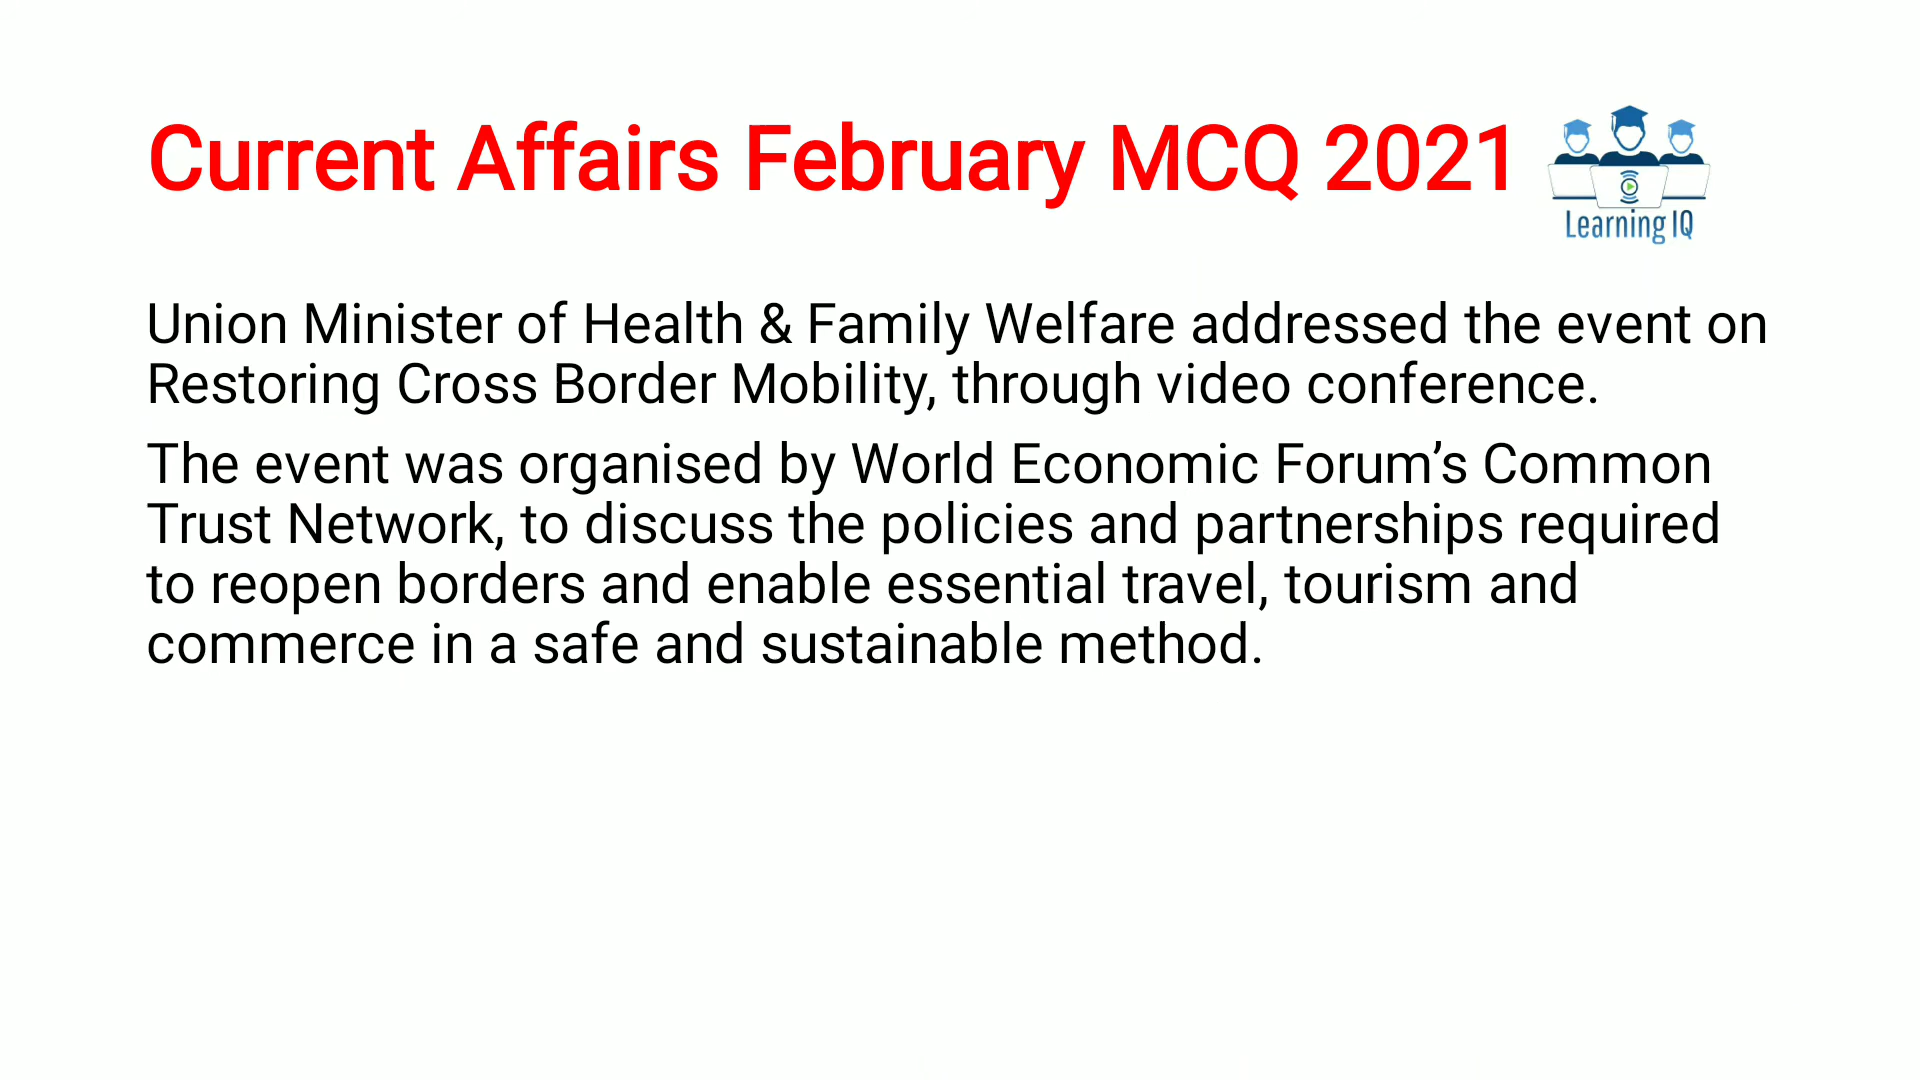 Current Affairs February MCQ 2021
Learning IQ
Union Minister of Health & Family Welfare addressed the event on
Restoring Cross Border Mobility, through video conference.
The event was organised by World Economic Forum’s Common
Trust Network, to discuss the policies and partnerships required
to reopen borders and enable essential travel, tourism and
commerce in a safe and sustainable method.